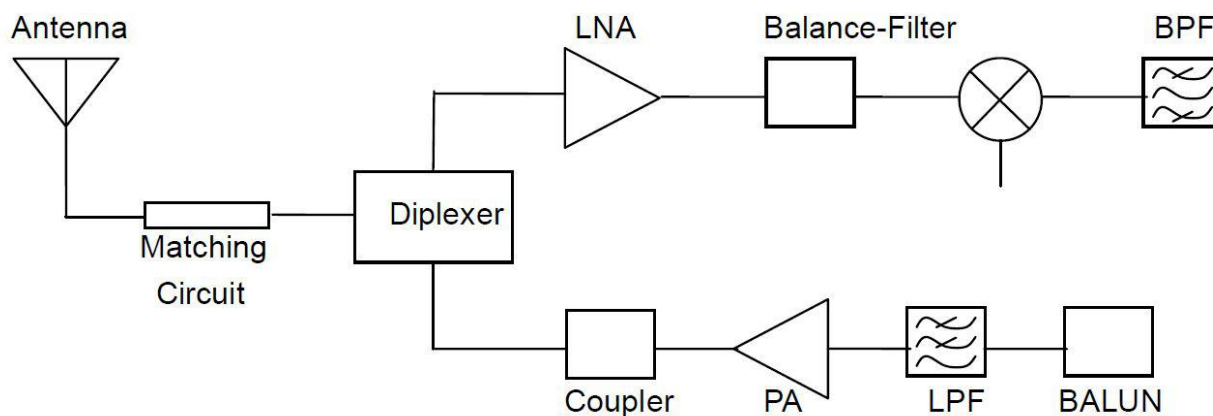 Antenna
LNA
Balance-Filter
BPF
Diplexer
Matching
Circuit
Coupler
PA
LPF
BALUN